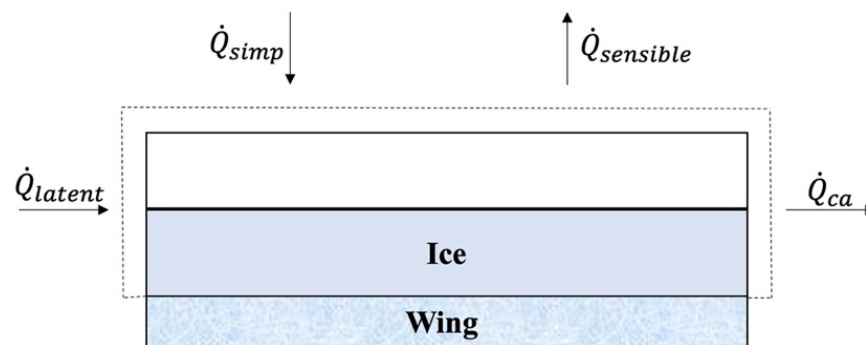 Q̇simp
Q̇sensible
Q̇latent
Q̇ca
Ice
Wing